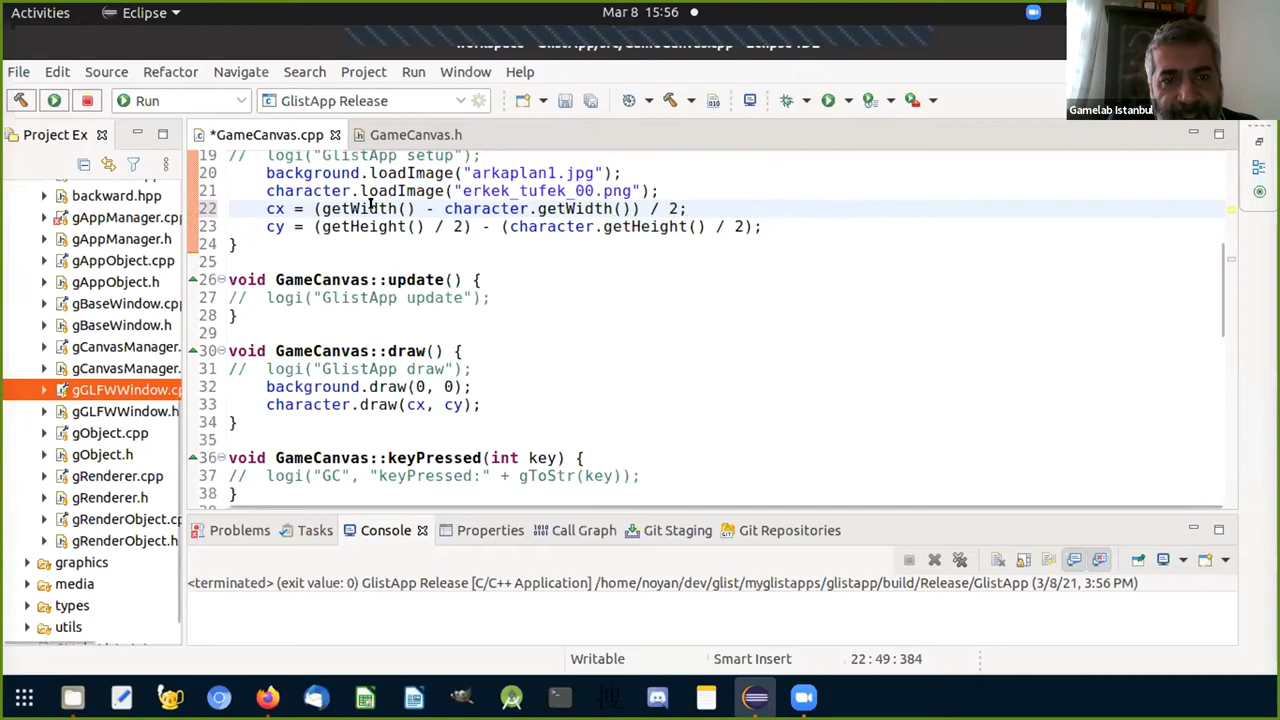 Activities
Eclipse
Mar 8 15:56
Gamelab Istanbul
File Edit Source Refactor Navigate Search Project Run Window Help
Run
GlistApp Release
Project Ex
*GameCanvas.cpp
GameCanvas.h
backward.hpp
gAppManager.cpp
gAppManager.h
gAppObject.cpp
gAppObject.h
gBaseWindow.cp
gBaseWindow.h
gCanvasManager.
gCanvasManager.
gGLFWWindow.c
gGLFWWindow.h
gObject.cpp
gObject.h
gRenderer.cpp
gRenderer.h
gRenderObject.c
gRenderObject.h
graphics
media
types
utils
19 // logi("GlistApp setup");
20 background.loadImage("arkaplan1.jpg");
21 character.loadImage("erkek_tufek_00.png");
22 cx = (getWidth() - character.getWidth()) / 2;
23 cy = (getHeight() / 2) - (character.getHeight() / 2);
24 }
25
26 void GameCanvas::update() {
27 // logi("GlistApp update");
28 }
29
30 void GameCanvas::draw() {
31 // logi("GlistApp draw");
32 background.draw(0, 0);
33 character.draw(cx, cy);
34 }
35
36 void GameCanvas::keyPressed(int key) {
37 // logi("GC", "keyPressed:" + gToStr(key));
38 }
Problems Tasks Console Properties Call Graph Git Staging Git Repositories
<terminated> (exit value: 0) GlistApp Release [C/C++ Application] /home/noyan/dev/glist/myglistapps/glistapp/build/Release/GlistApp (3/8/21, 3:56 PM)
Writable
Smart Insert
22 : 49 : 384